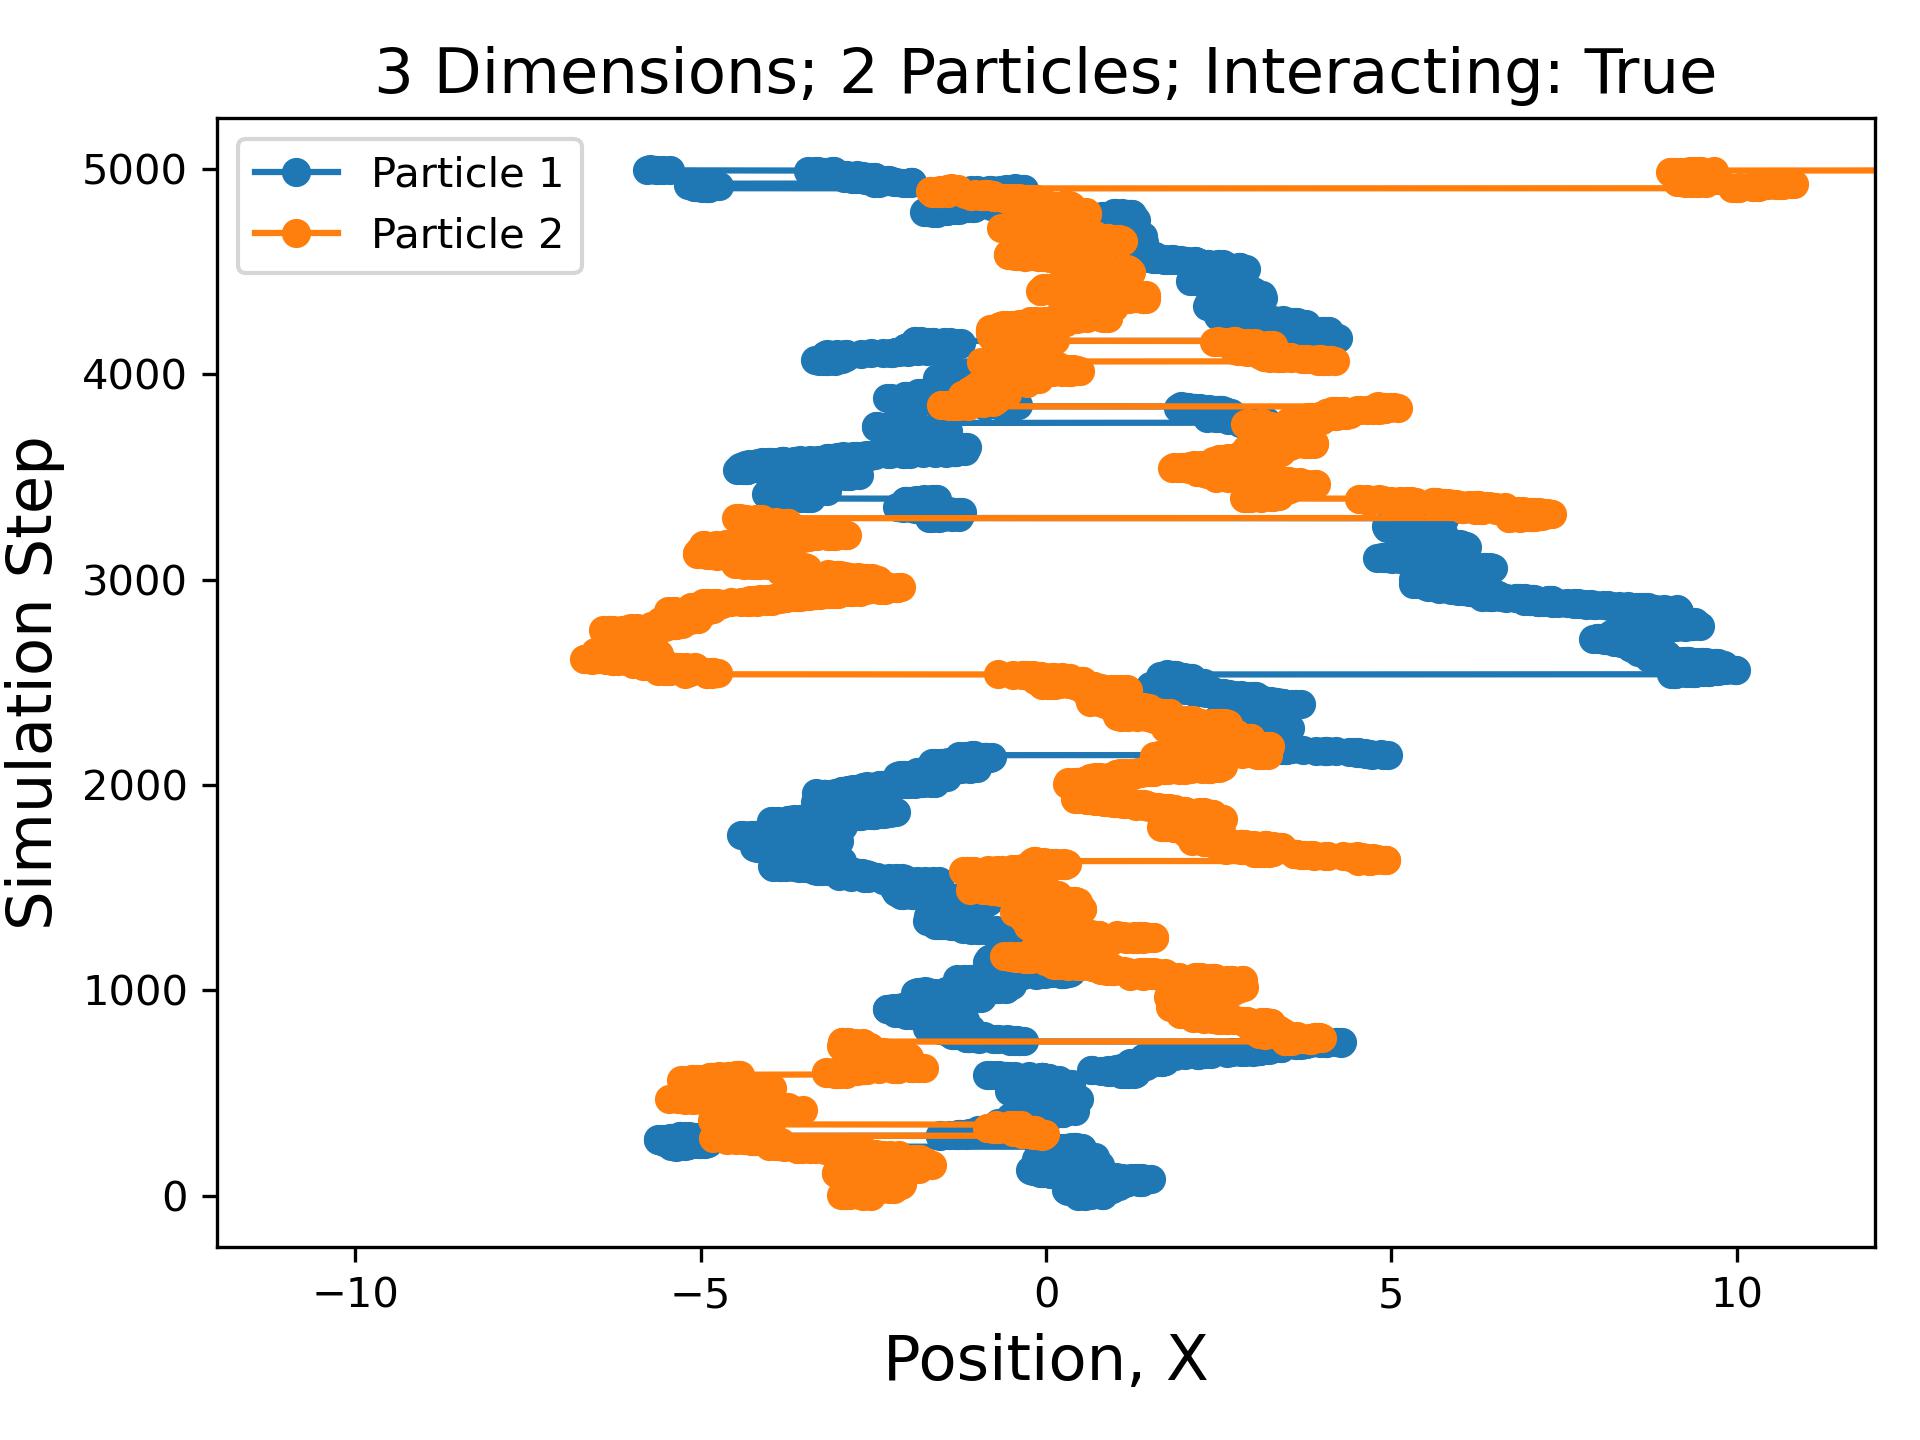 3 Dimensions; 2 Particles; Interacting: True
Particle 1
Particle 2
5000
4000
3000
2000
1000
0
Simulation Step
−10
−5
0
5
10
Position, X